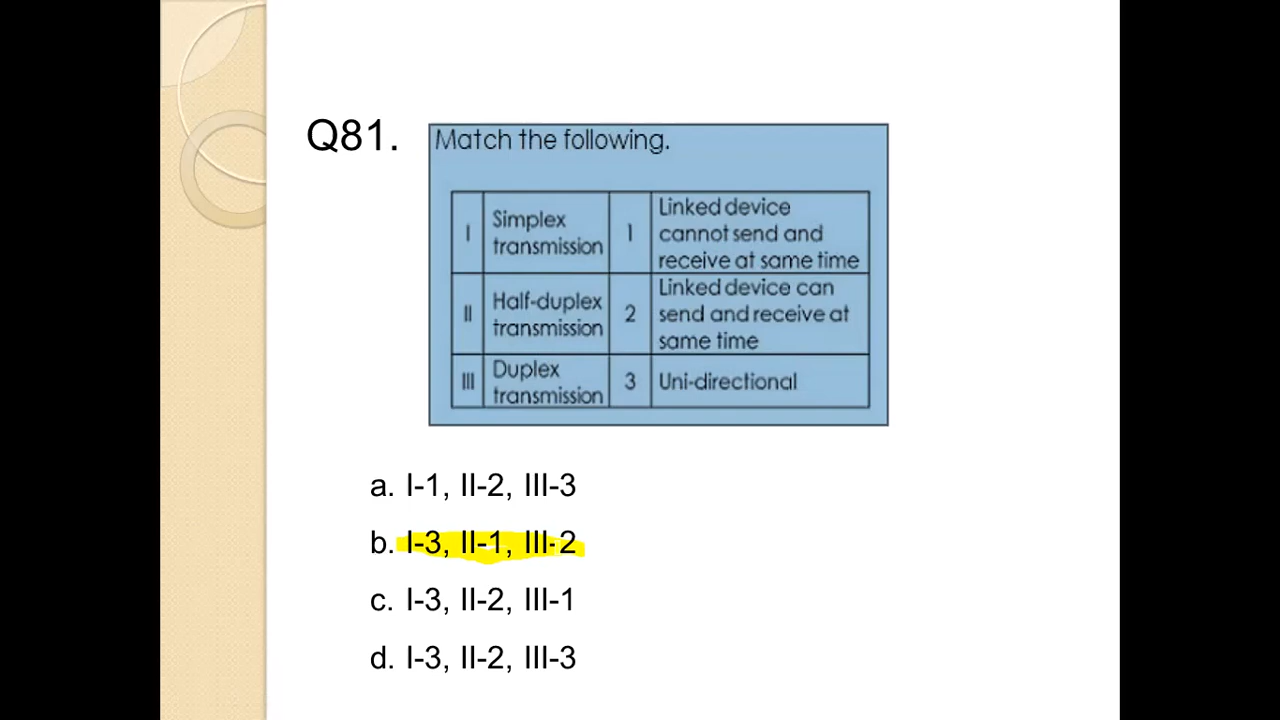 Q81.
Match the following.
I Simplex transmission 1 Linked device cannot send and receive at same time
II Half-duplex transmission 2 Linked device can send and receive at same time
III Duplex transmission 3 Uni-directional
a. I-1, II-2, III-3
b. I-3, II-1, III-2
c. I-3, II-2, III-1
d. I-3, II-2, III-3